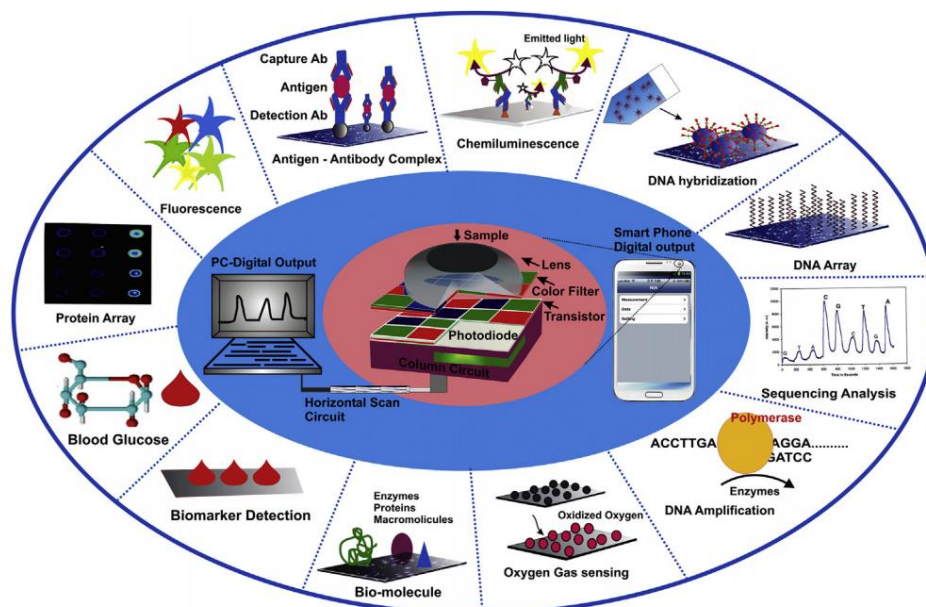 Capture Ab
Antigen
Detection Ab
Antigen - Antibody Complex
Emitted light
Chemiluminescence
DNA hybridization
DNA Array
C G T A
Sequencing Analysis
Polymerase
ACCTTGA AGGA.........
GATCC
Enzymes
DNA Amplification
Oxidized Oxygen
Oxygen Gas sensing
Enzymes
Proteins
Macromolicules
Bio-molecule
Biomarker Detection
Blood Glucose
Protein Array
Fluorescence
PC-Digital Output
Horizontal Scan
Circuit
Sample
Lens
Color Filter
Transistor
Photodiode
Column Circuit
Smart Phone
Digital output
Measurement
Data
Setting